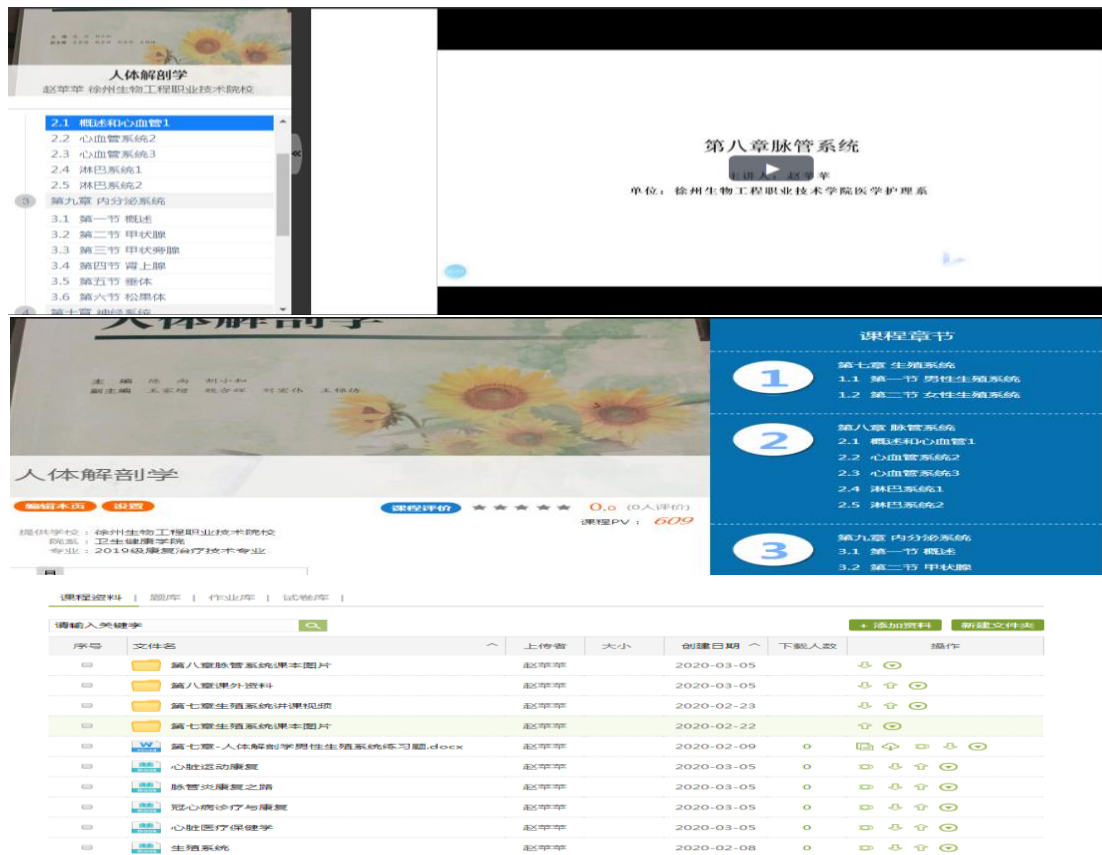 人体解剖学
赵苹苹 徐州生物工程职业技术院校
2.1 概述和心血管1
2.2 心血管系统2
2.3 心血管系统3
2.4 淋巴系统1
2.5 淋巴系统2
3 第九章 内分泌系统
3.1 第一节 概述
3.2 第二节 甲状腺
3.3 第三节 甲状旁腺
3.4 第四节 肾上腺
3.5 第五节 垂体
3.6 第六节 松果体
4 第十章 神经系统
第八章脉管系统
主讲人：赵苹苹
单位：徐州生物工程职业技术学院医学护理系
人体解剖学
主 编
副主编
人体解剖学
编辑本页 设置
课程评价 0.0 (0人评价)
课程PV： 609
提供学校：徐州生物工程职业技术院校
院系：卫生健康学院
专业：2019级康复治疗技术专业
目
课程章节
1 第七章 生殖系统
1.1 第一节 男性生殖系统
1.2 第二节 女性生殖系统
2 第八章 脉管系统
2.1 概述和心血管1
2.2 心血管系统2
2.3 心血管系统3
2.4 淋巴系统1
2.5 淋巴系统2
3 第九章 内分泌系统
3.1 第一节 概述
3.2 第二节 甲状腺
课程资料 | 题库 | 作业库 | 试卷库 |
请输入关键字 + 添加资料 新建文件夹
序号 文件名 上传者 大小 创建日期 下载人数 操作
第八章脉管系统课本图片 赵苹苹 2020-03-05
第八章课外资料 赵苹苹 2020-03-05
第七章生殖系统讲课视频 赵苹苹 2020-02-23
第七章生殖系统课本图片 赵苹苹 2020-02-22
第七章-人体解剖学男性生殖系统练习题.docx 赵苹苹 2020-02-09 0
心脏运动康复 赵苹苹 2020-03-05 0
脉管炎康复之路 赵苹苹 2020-03-05 0
冠心病诊疗与康复 赵苹苹 2020-03-05 0
心脏医疗保健学 赵苹苹 2020-03-05 0
生殖系统 赵苹苹 2020-02-08 0